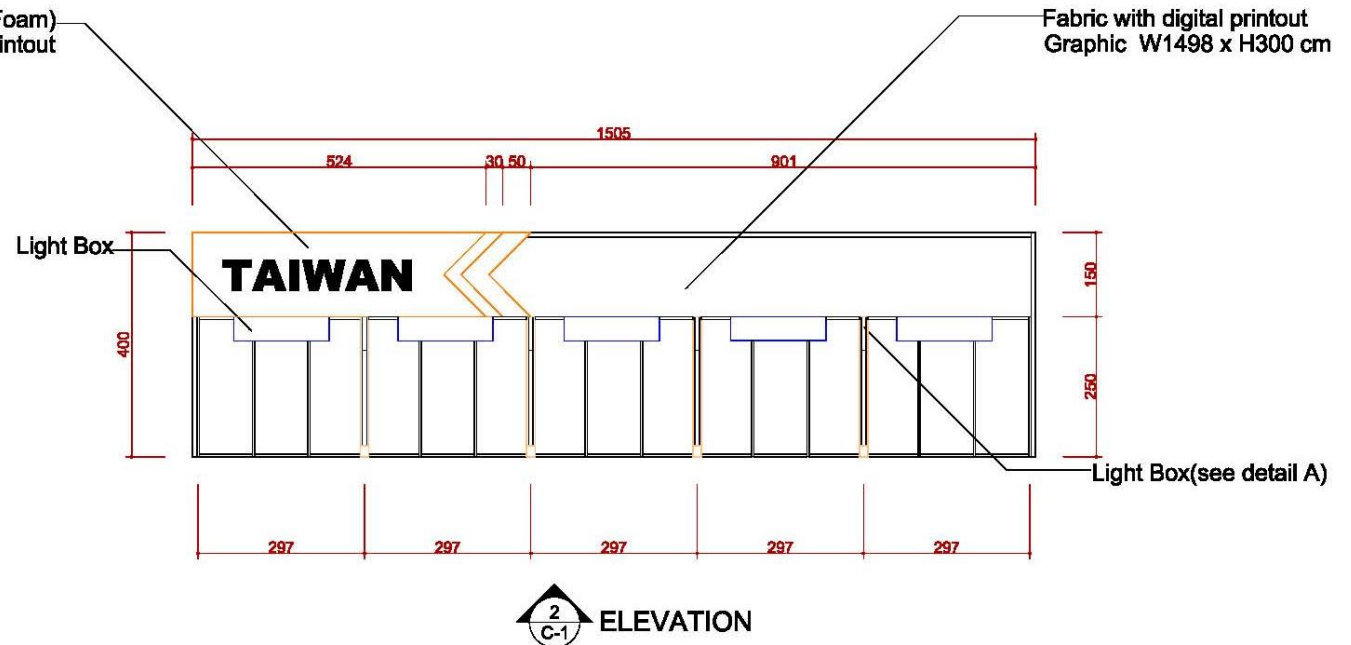 Foam)
intout
Fabric with digital printout
Graphic W1498 x H300 cm
1505
524
30
50
901
Light Box
TAIWAN
400
150
250
Light Box(see detail A)
297
297
297
297
297
2
C-1
ELEVATION